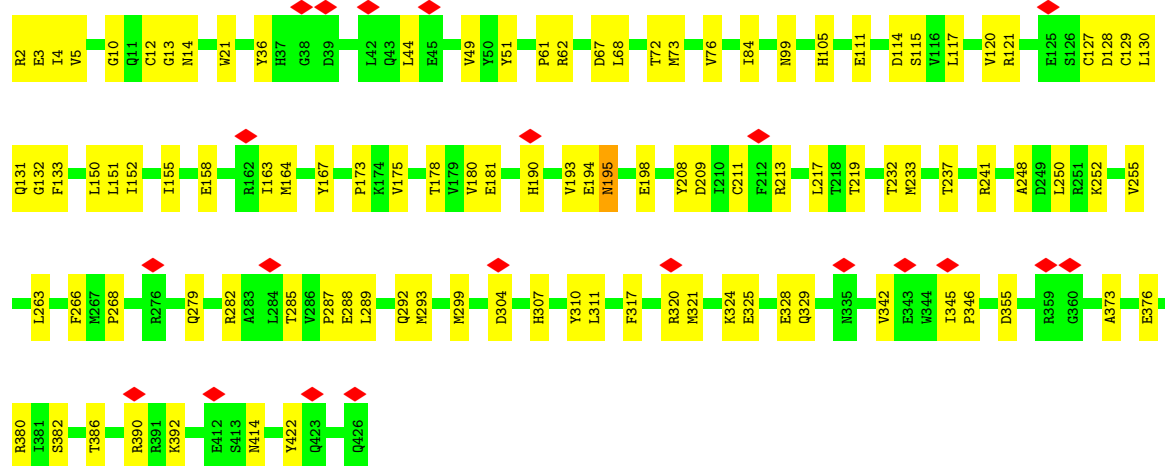 R2 E3 I4 V5 G10 Q11 C12 G13 N14 W21 Y36 H37 G38 D39 L42 Q43 L44 E45 V49 Y50 Y51 P61 R62 D67 L68 T72 M73 V76 I84 N99 H105 E111 D114 S115 V116 L117 V120 R121 E125 S126 C127 D128 C129 L130
Q131 G132 F133 L150 L151 I152 I155 E158 R162 I163 M164 Y167 P173 K174 V175 T178 V179 V180 E181 H190 V193 E194 N195 E198 Y208 D209 I210 C211 F212 R213 L217 T218 T219 T232 M233 T237 R241 A248 D249 L250 R251 K252 V255
L263 F266 M267 P268 R276 Q279 R282 A283 L284 T285 V286 P287 E288 L289 Q292 M293 M299 D304 H307 Y310 L311 F317 R320 M321 K324 E325 E328 Q329 N335 V342 E343 W344 I345 P346 D355 R359 G360 A373 E376
R380 I381 S382 T386 R390 R391 K392 E412 S413 N414 Y422 Q423 Q426